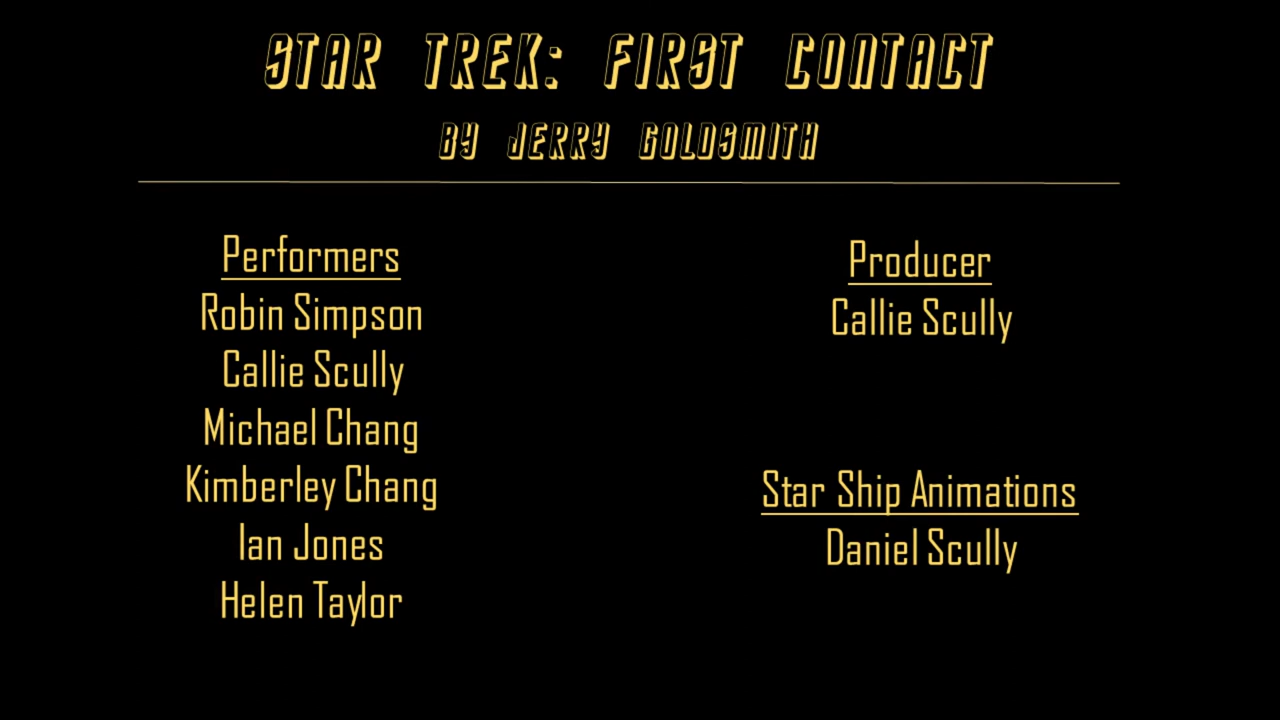 STAR TREK: FIRST CONTACT
BY JERRY GOLDSMITH
Performers
Robin Simpson
Callie Scully
Michael Chang
Kimberley Chang
Ian Jones
Helen Taylor
Producer
Callie Scully
Star Ship Animations
Daniel Scully